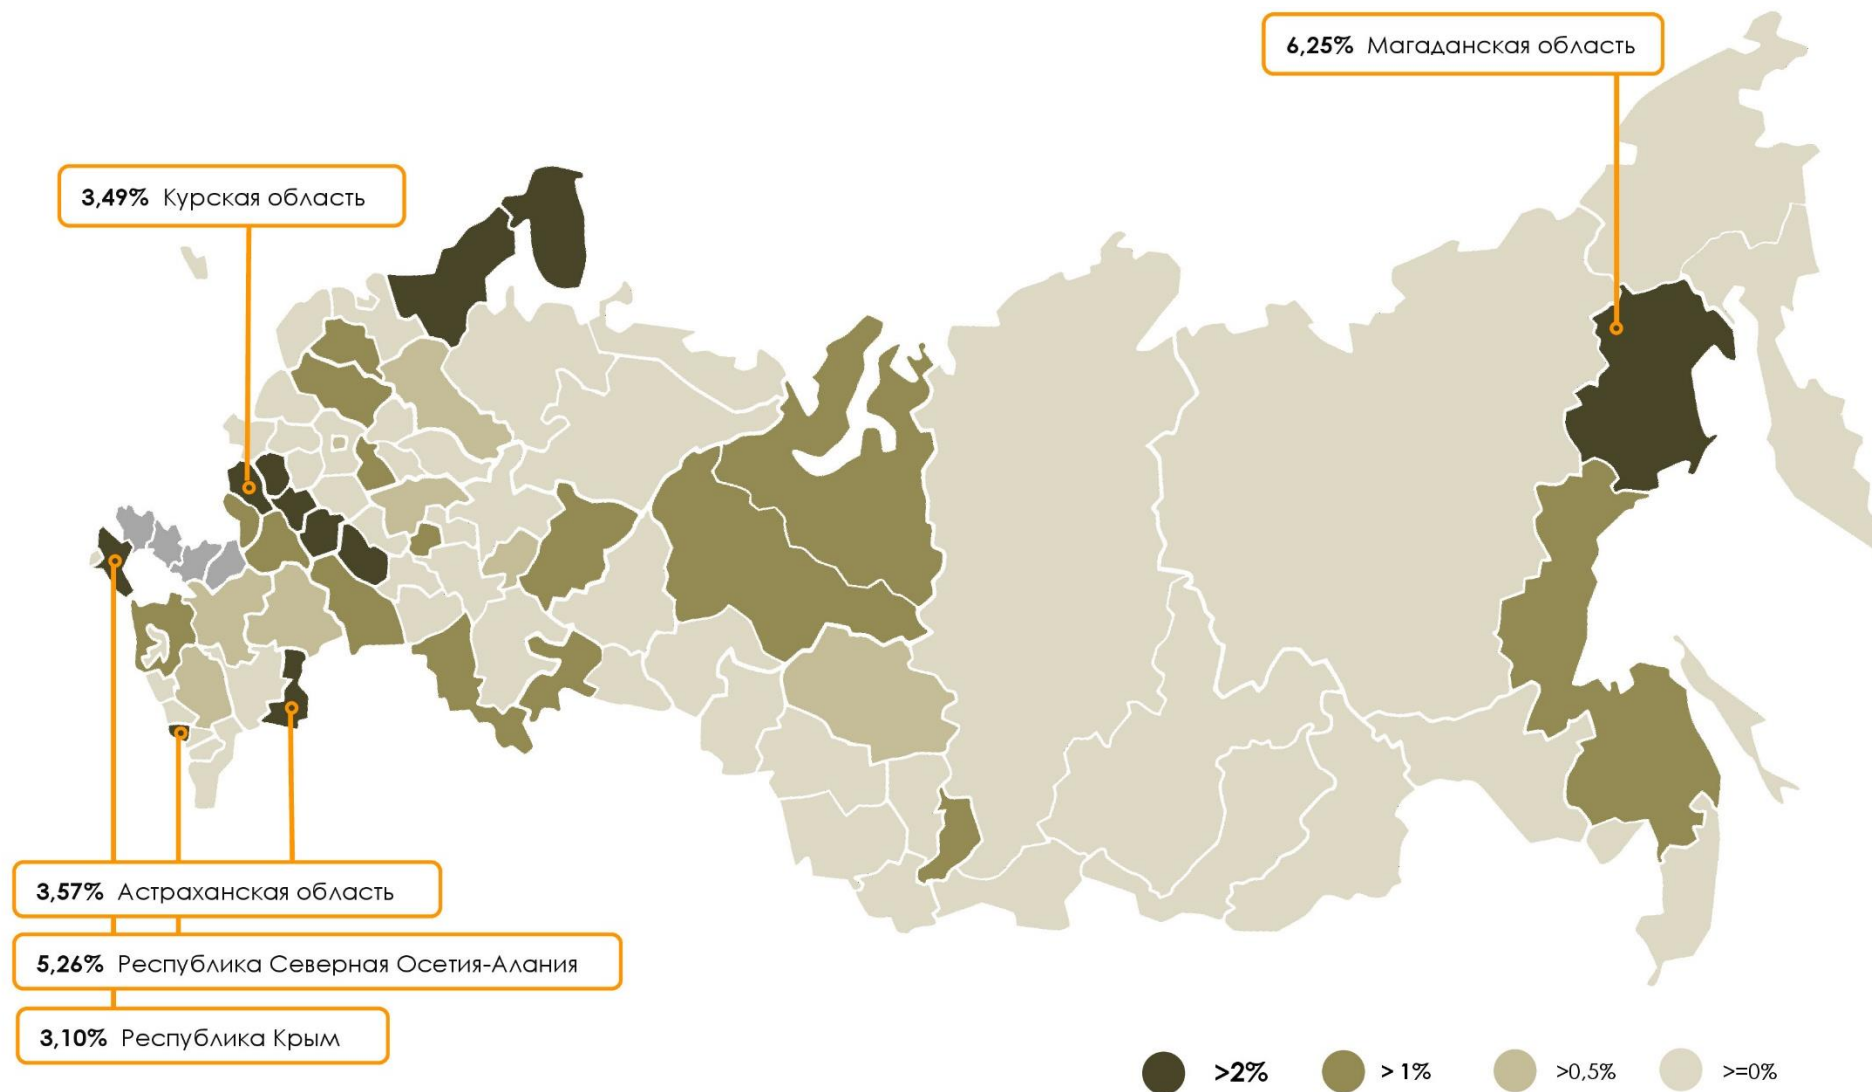 6,25% Магаданская область
3,49% Курская область
3,57% Астраханская область
5,26% Республика Северная Осетия-Алания
3,10% Республика Крым
>2%
> 1%
>0,5%
>=0%